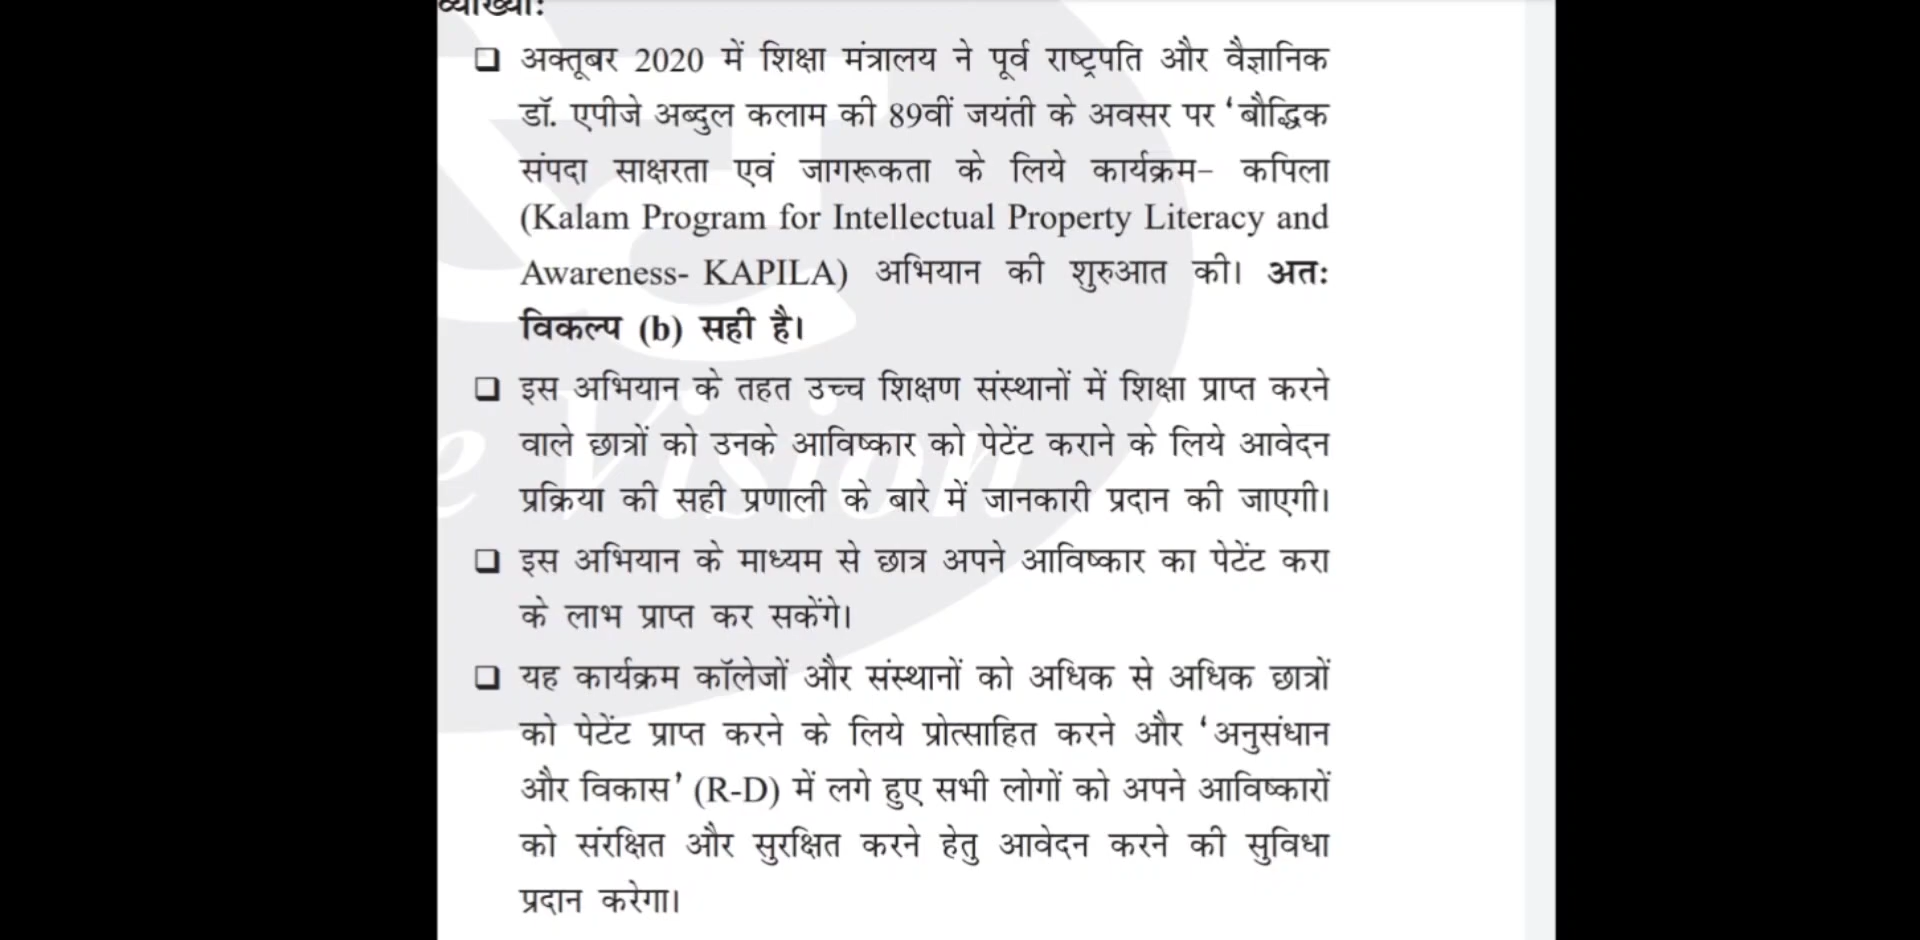 व्याख्याः
❑ अक्तूबर 2020 में शिक्षा मंत्रालय ने पूर्व राष्ट्रपति और वैज्ञानिक
डॉ. एपीजे अब्दुल कलाम की 89वीं जयंती के अवसर पर ‘बौद्धिक
संपदा साक्षरता एवं जागरूकता के लिये कार्यक्रम- कपिला
(Kalam Program for Intellectual Property Literacy and
Awareness- KAPILA) अभियान की शुरुआत की। अतः
विकल्प (b) सही है।
❑ इस अभियान के तहत उच्च शिक्षण संस्थानों में शिक्षा प्राप्त करने
वाले छात्रों को उनके आविष्कार को पेटेंट कराने के लिये आवेदन
प्रक्रिया की सही प्रणाली के बारे में जानकारी प्रदान की जाएगी।
❑ इस अभियान के माध्यम से छात्र अपने आविष्कार का पेटेंट करा
के लाभ प्राप्त कर सकेंगे।
❑ यह कार्यक्रम कॉलेजों और संस्थानों को अधिक से अधिक छात्रों
को पेटेंट प्राप्त करने के लिये प्रोत्साहित करने और ‘अनुसंधान
और विकास’ (R-D) में लगे हुए सभी लोगों को अपने आविष्कारों
को संरक्षित और सुरक्षित करने हेतु आवेदन करने की सुविधा
प्रदान करेगा।
e Vision